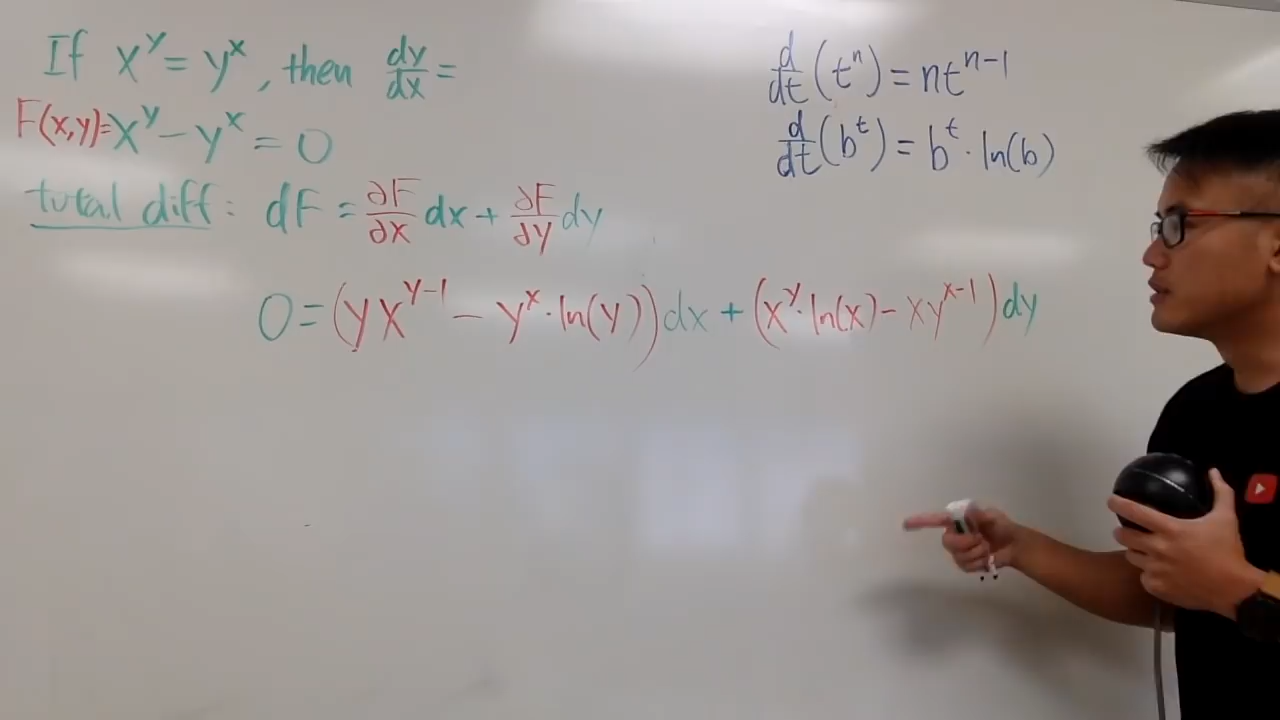 If x^y = y^x, then dy/dx =
F(x,y)= x^y − y^x = 0
total diff: dF = ∂F/∂x dx + ∂F/∂y dy
0 = (y x^(y−1) − y^x · ln(y)) dx + (x^y · ln(x) − x y^(x−1)) dy
d/dt (t^n) = n t^(n−1)
d/dt (b^t) = b^t · ln(b)